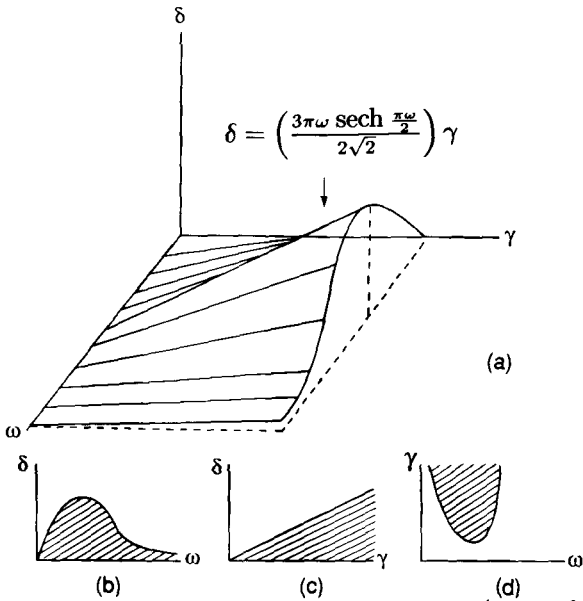 δ
δ = ( 3πω sech πω/2 / 2√2 ) γ
γ
(a)
ω
δ
ω
(b)
δ
γ
(c)
γ
ω
(d)